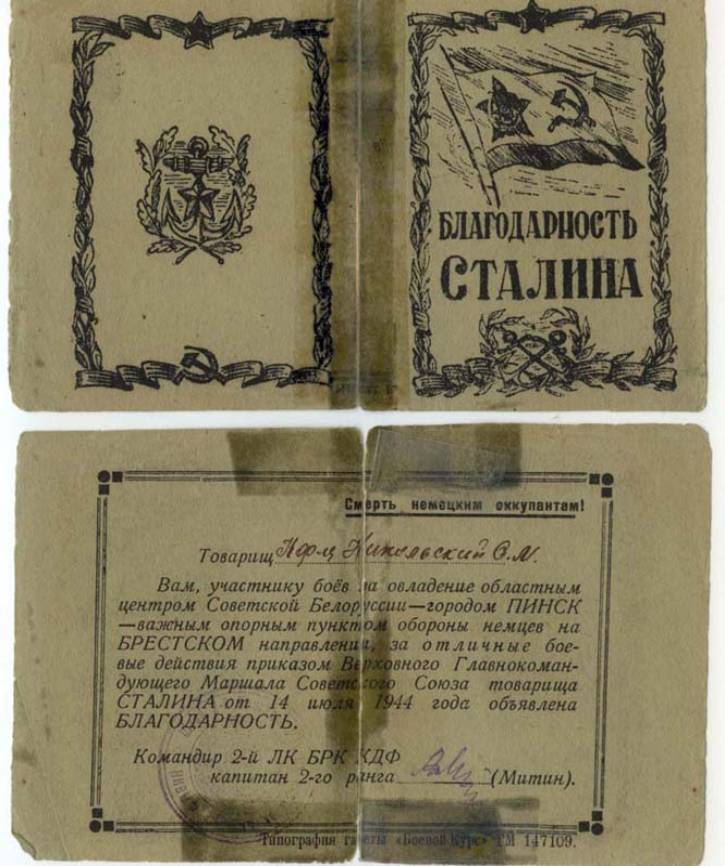 БЛАГОДАРНОСТЬ
СТАЛИНА
Смерть немецким оккупантам!
Товарищ Никольский
Вам, участнику боёв за овладение областным
центром Советской Белоруссии—городом ПИНСК
—важным опорным пунктом обороны немцев на
БРЕСТСКОМ направлении, за отличные бое-
вые действия приказом Верховного Главнокоман-
дующего Маршала Советского Союза товарища
СТАЛИНА от 14 июля 1944 года объявлена
БЛАГОДАРНОСТЬ.
Командир 2-й ЛК БРК КДФ
капитан 2-го ранга (Митин).
Типография газеты «Боевой Курс» ГМ 147109.